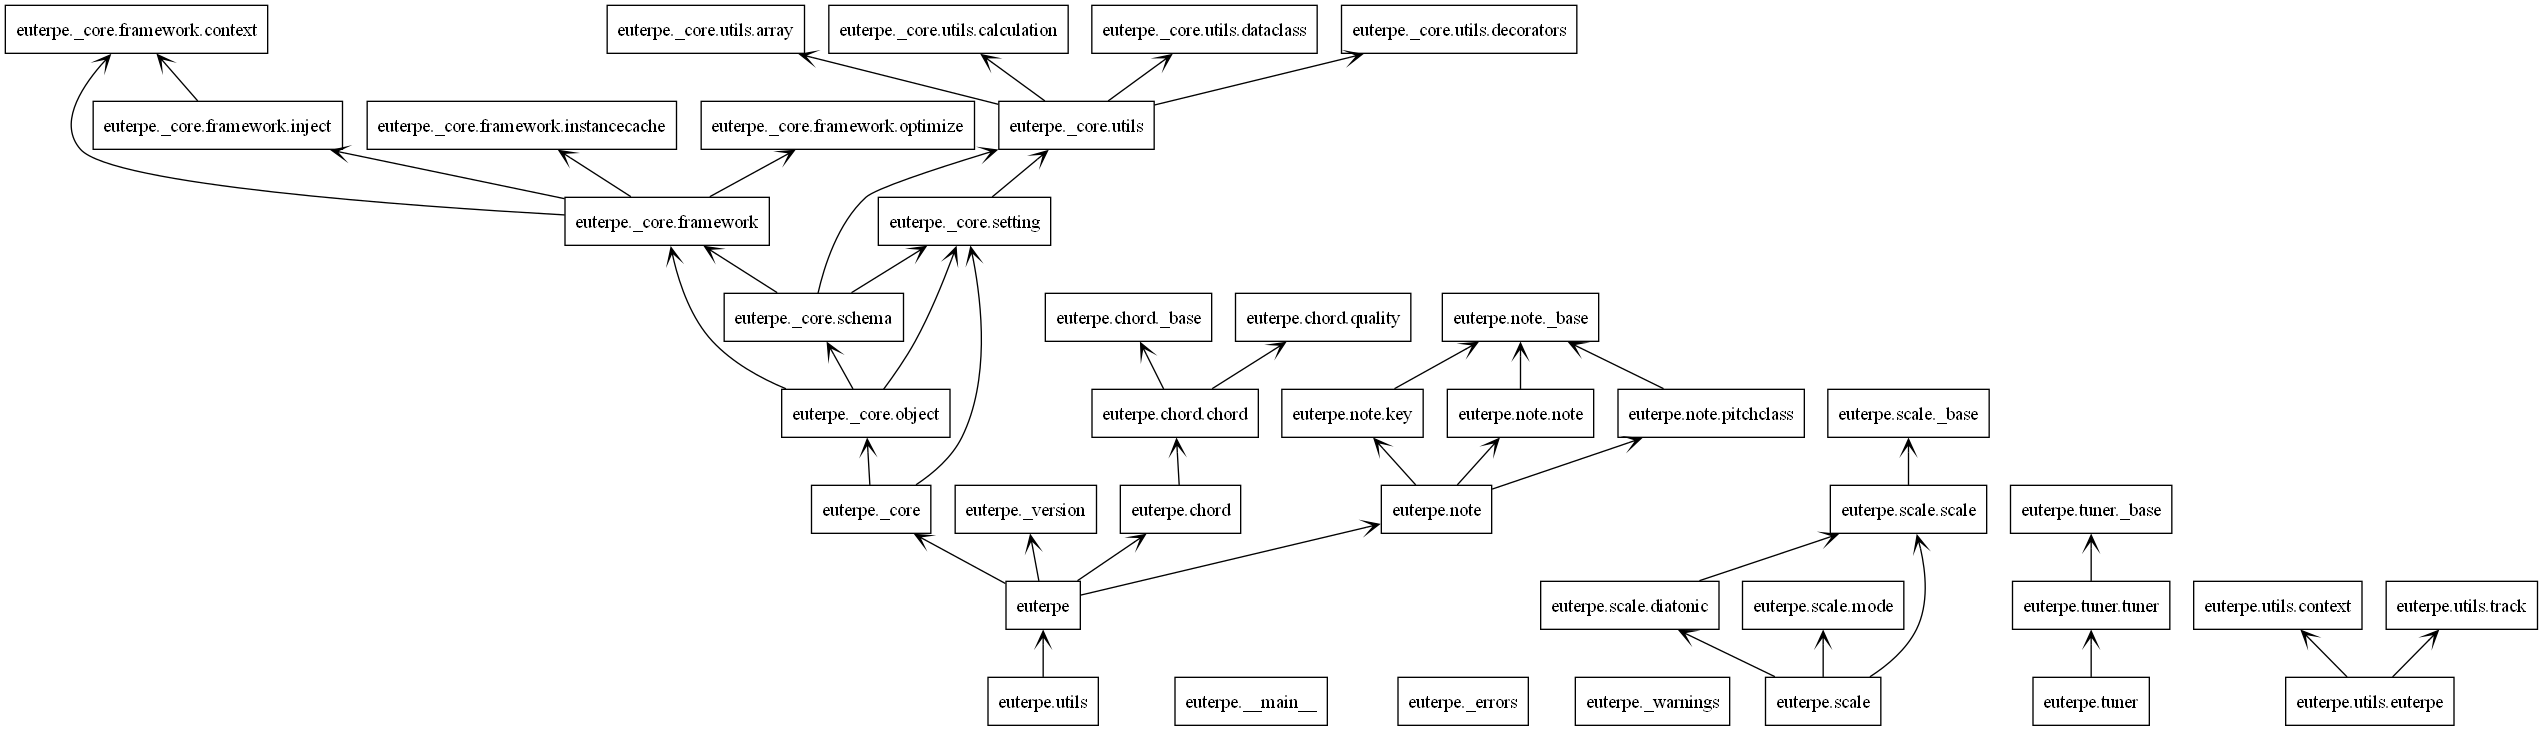 euterpe._core.framework.context
euterpe._core.utils.array
euterpe._core.utils.calculation
euterpe._core.utils.dataclass
euterpe._core.utils.decorators
euterpe._core.framework.inject
euterpe._core.framework.instancecache
euterpe._core.framework.optimize
euterpe._core.utils
euterpe._core.framework
euterpe._core.setting
euterpe._core.schema
euterpe.chord._base
euterpe.chord.quality
euterpe.note._base
euterpe._core.object
euterpe.chord.chord
euterpe.note.key
euterpe.note.note
euterpe.note.pitchclass
euterpe.scale._base
euterpe._core
euterpe._version
euterpe.chord
euterpe.note
euterpe.scale.scale
euterpe.tuner._base
euterpe
euterpe.scale.diatonic
euterpe.scale.mode
euterpe.tuner.tuner
euterpe.utils.context
euterpe.utils.track
euterpe.utils
euterpe.__main__
euterpe._errors
euterpe._warnings
euterpe.scale
euterpe.tuner
euterpe.utils.euterpe